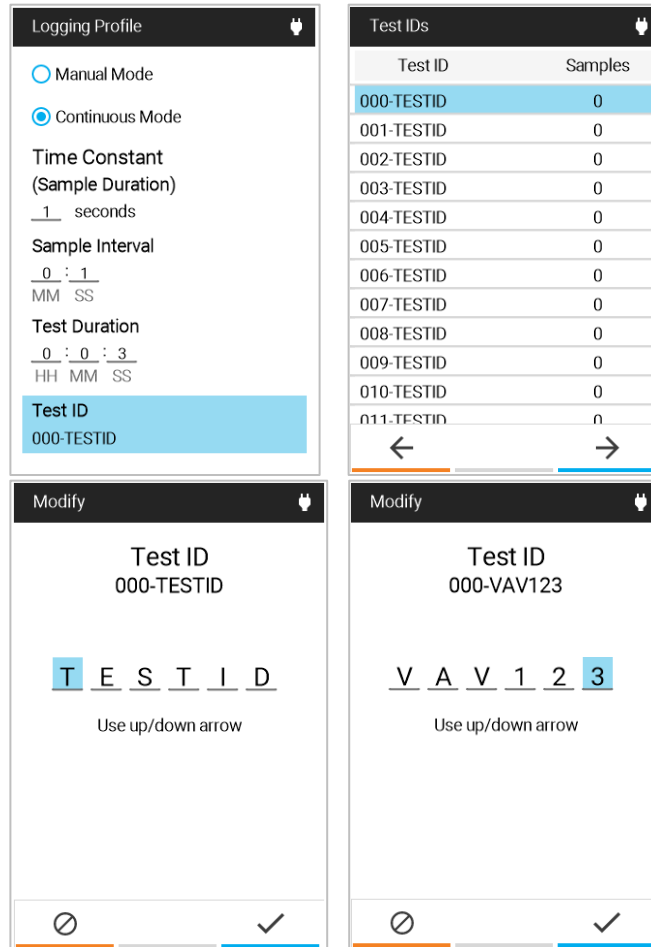 Logging Profile
Manual Mode
Continuous Mode
Time Constant
(Sample Duration)
1 seconds
Sample Interval
0 : 1
MM SS
Test Duration
0 : 0 : 3
HH MM SS
Test ID
000-TESTID
Test IDs
Test ID Samples
000-TESTID 0
001-TESTID 0
002-TESTID 0
003-TESTID 0
004-TESTID 0
005-TESTID 0
006-TESTID 0
007-TESTID 0
008-TESTID 0
009-TESTID 0
010-TESTID 0
011-TESTID 0
Modify
Test ID
000-TESTID
T E S T I D
Use up/down arrow
Modify
Test ID
000-VAV123
V A V 1 2 3
Use up/down arrow